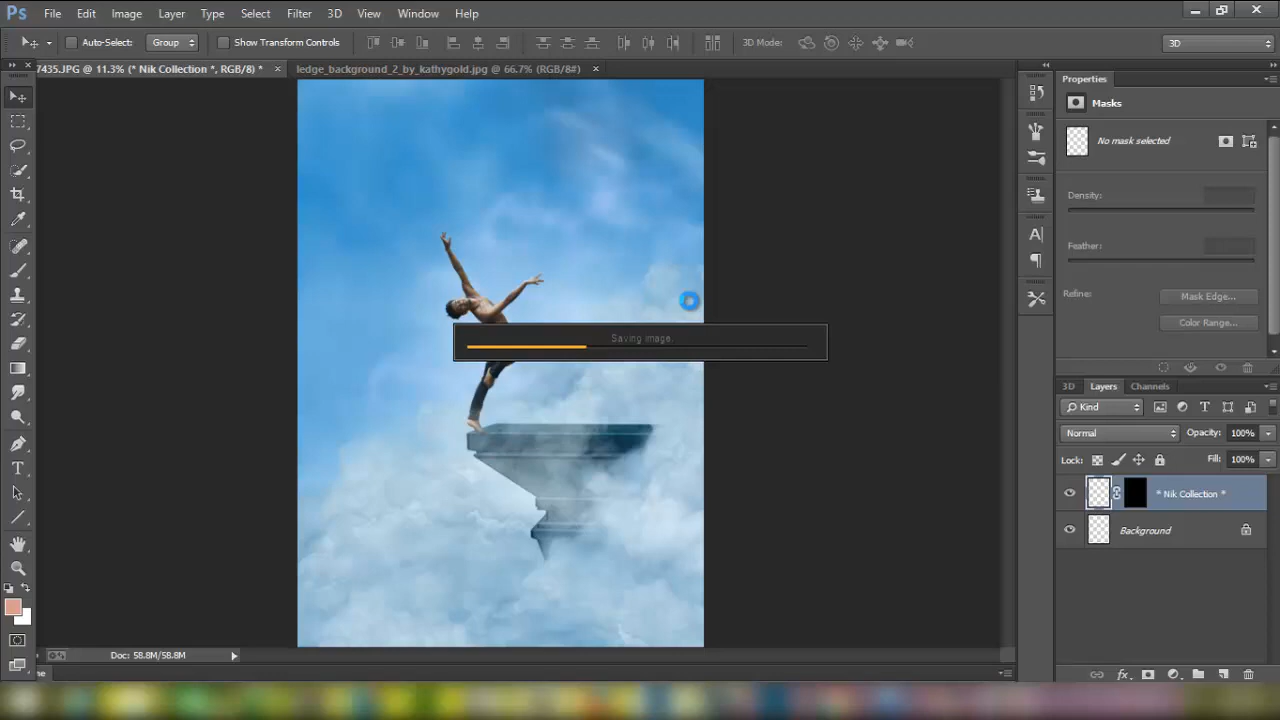 Ps File Edit Image Layer Type Select Filter 3D View Window Help
Auto-Select: Group Show Transform Controls 3D Mode: 3D
7435.JPG @ 11.3% (* Nik Collection *, RGB/8) * × ledge_background_2_by_kathygold.jpg @ 66.7% (RGB/8#) ×
Properties
Masks
No mask selected
Density:
Feather:
Refine: Mask Edge...
Color Range...
Saving image.
3D Layers Channels
Kind
Normal Opacity: 100%
Lock: Fill: 100%
* Nik Collection *
Background
Doc: 58.8M/58.8M
ne